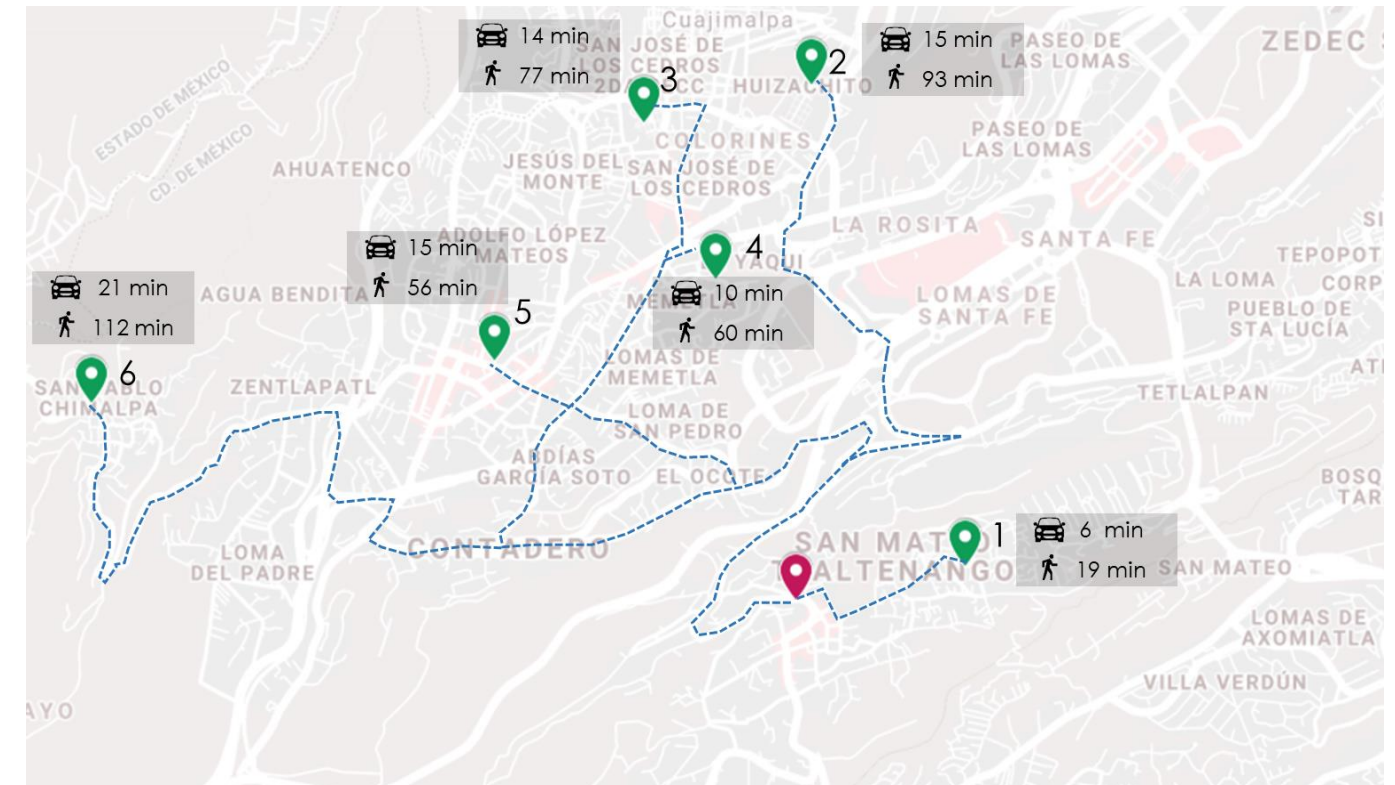 Cuajimalpa
14 min
77 min
3
2
15 min
93 min
SAN JOSÉ DE
LOS CEDROS
HUIZACHITO
PASEO DE
LAS LOMAS
ZEDEC
ESTADO DE MÉXICO
CD. DE MÉXICO
AHUATENCO
COLORINES
JESÚS DEL
MONTE
SAN JOSÉ DE
LOS CEDROS
PASEO DE
LAS LOMAS
LA ROSITA
SANTA FE
ADOLFO LÓPEZ
MATEOS
15 min
56 min
5
4
10 min
60 min
21 min
112 min
6
AGUA BENDITA
LOMAS DE
SANTA FE
TEPOPOT
LA LOMA
CORP
PUEBLO DE
STA LUCÍA
ZENTLAPATL
LOMAS DE
MEMETLA
CHIMALPA
TETLALPAN
LOMA DE
SAN PEDRO
ABDÍAS
GARCÍA SOTO
EL OCOTE
BOSQ
TAR
LOMA
DEL PADRE
CONTADERO
SAN MATEO
1
6 min
19 min
SAN MATEO
LOMAS DE
AXOMIATLA
VILLA VERDÚN